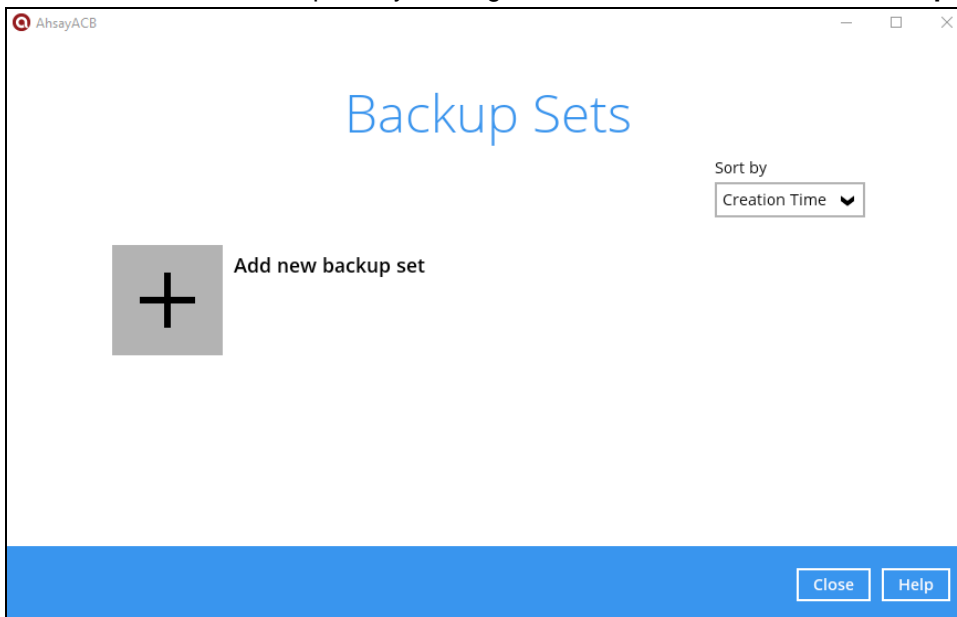 AhsayACB
Backup Sets
Sort by
Creation Time
Add new backup set
Close Help